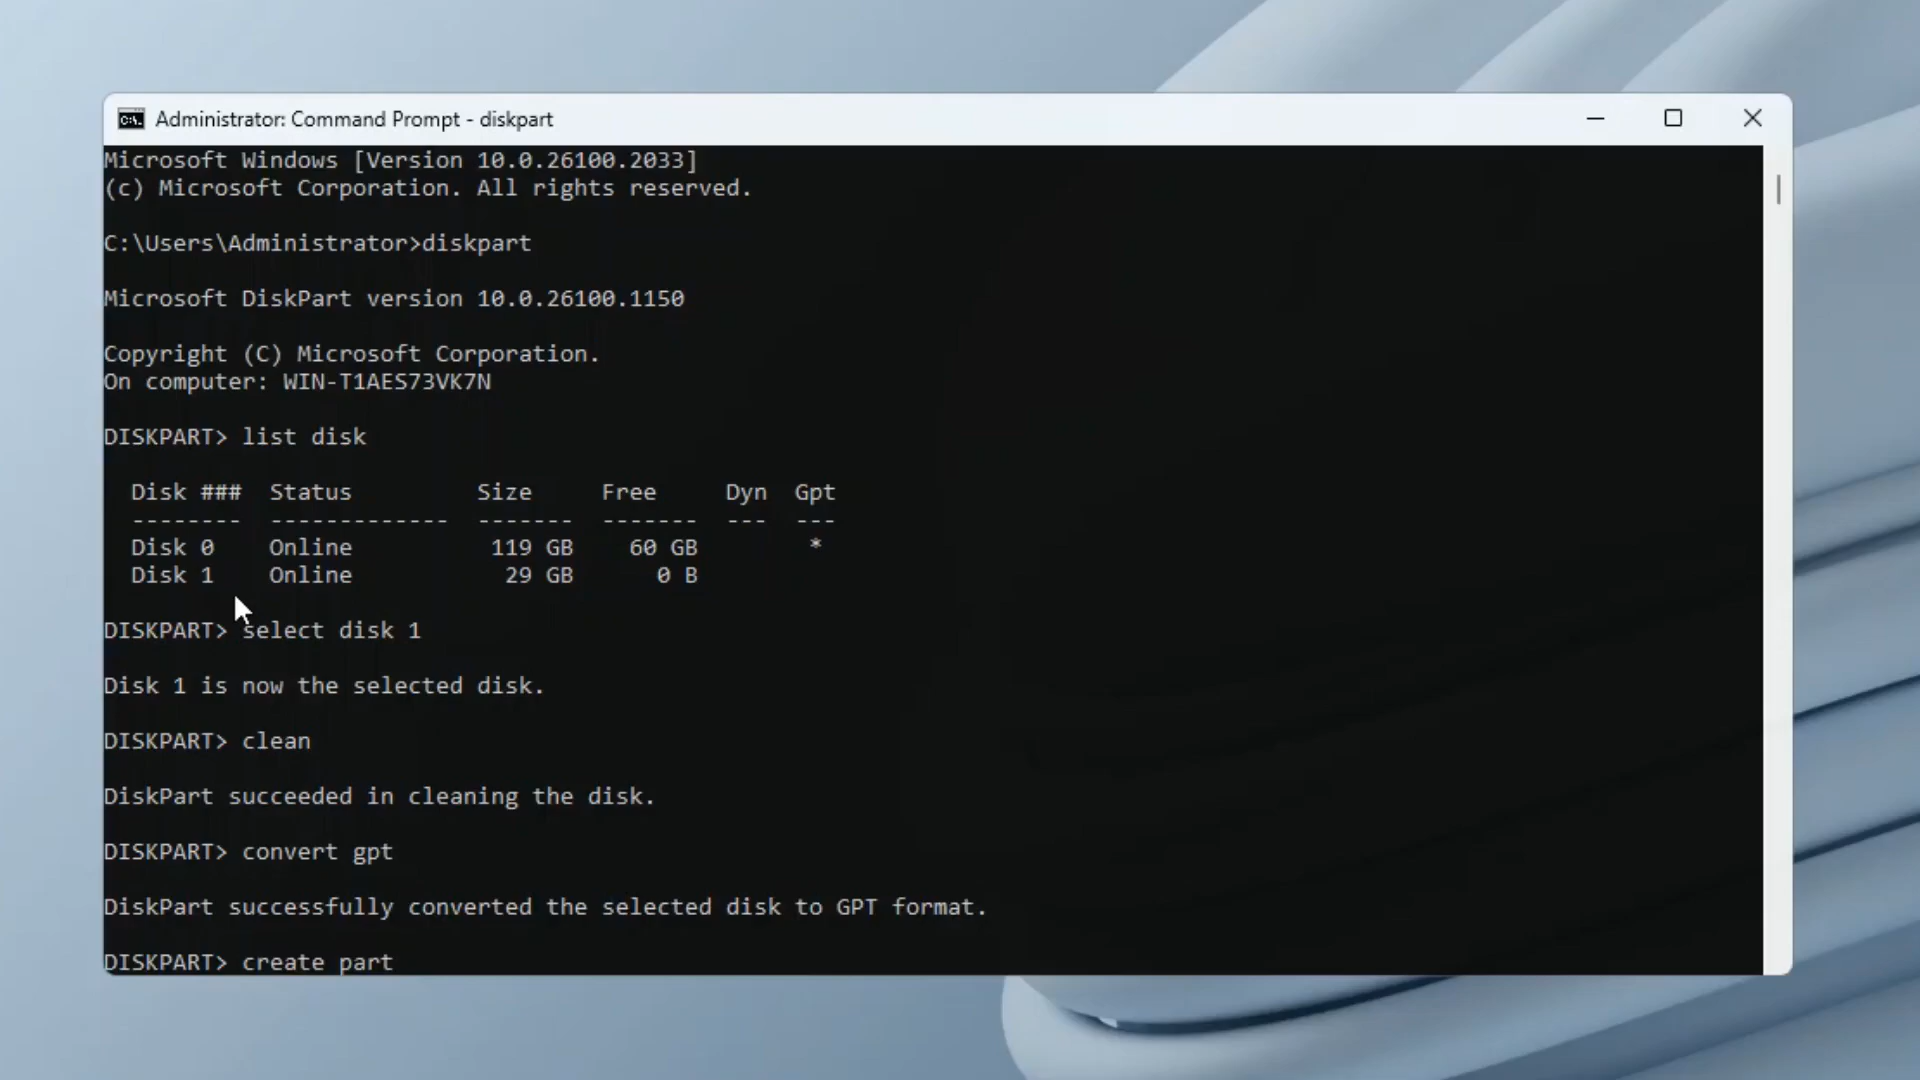 Administrator: Command Prompt - diskpart
Microsoft Windows [Version 10.0.26100.2033]
(c) Microsoft Corporation. All rights reserved.
C:\Users\Administrator>diskpart
Microsoft DiskPart version 10.0.26100.1150
Copyright (C) Microsoft Corporation.
On computer: WIN-T1AES73VK7N
DISKPART> list disk
Disk ###  Status         Size     Free     Dyn  Gpt
--------  -------------  -------  -------  ---  ---
Disk 0    Online          119 GB    60 GB        *
Disk 1    Online           29 GB      0 B
DISKPART> select disk 1
Disk 1 is now the selected disk.
DISKPART> clean
DiskPart succeeded in cleaning the disk.
DISKPART> convert gpt
DiskPart successfully converted the selected disk to GPT format.
DISKPART> create part